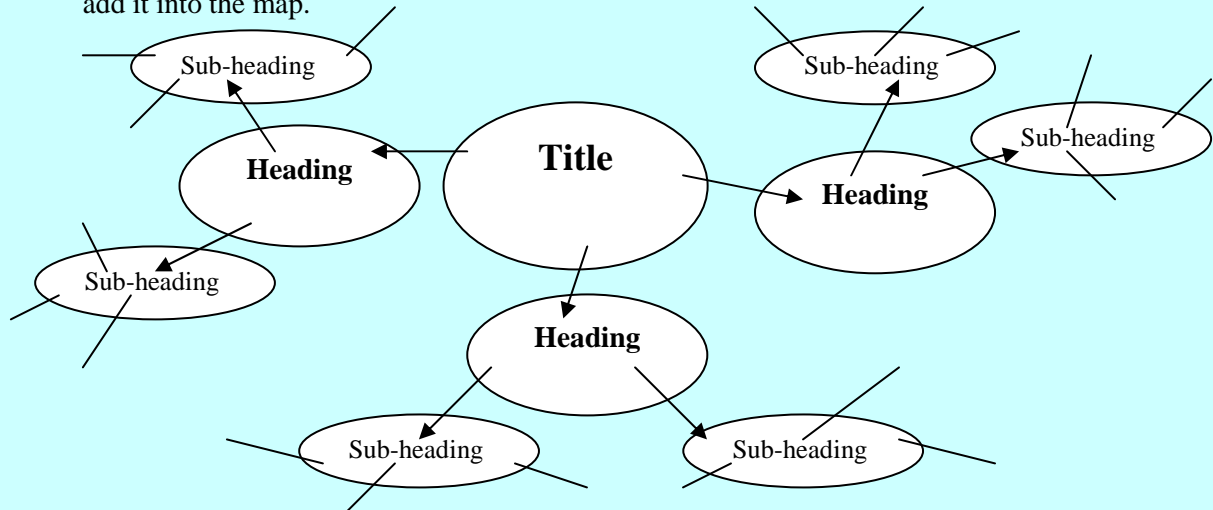 add it into the map.
Sub-heading
Sub-heading
Sub-heading
Title
Heading
Heading
Sub-heading
Heading
Sub-heading
Sub-heading